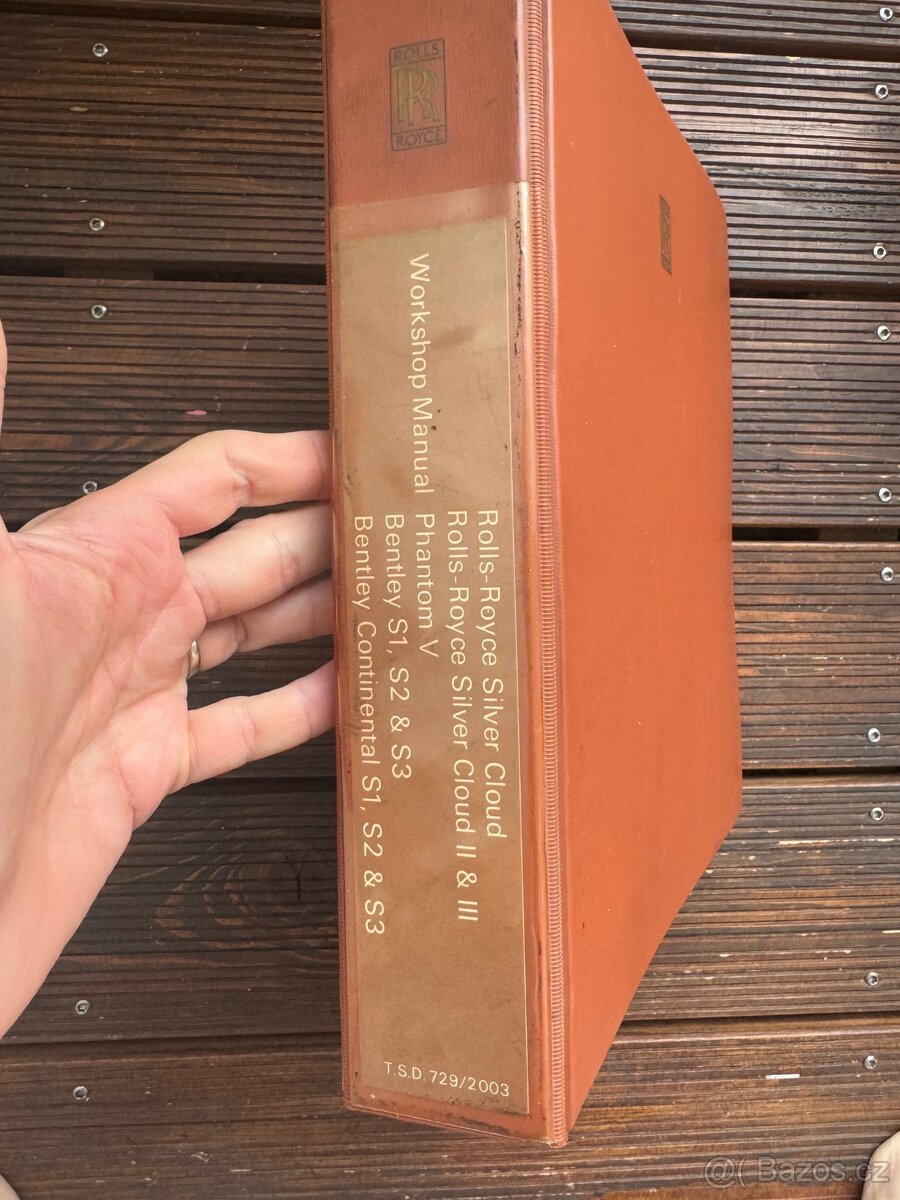 ROLLS
RR
ROYCE
Workshop Manual
Rolls-Royce Silver Cloud
Rolls-Royce Silver Cloud II & III
Phantom V
Bentley S1, S2 & S3
Bentley Continental S1, S2 & S3
T.S.D. 729/2003
@( Bazos.cz